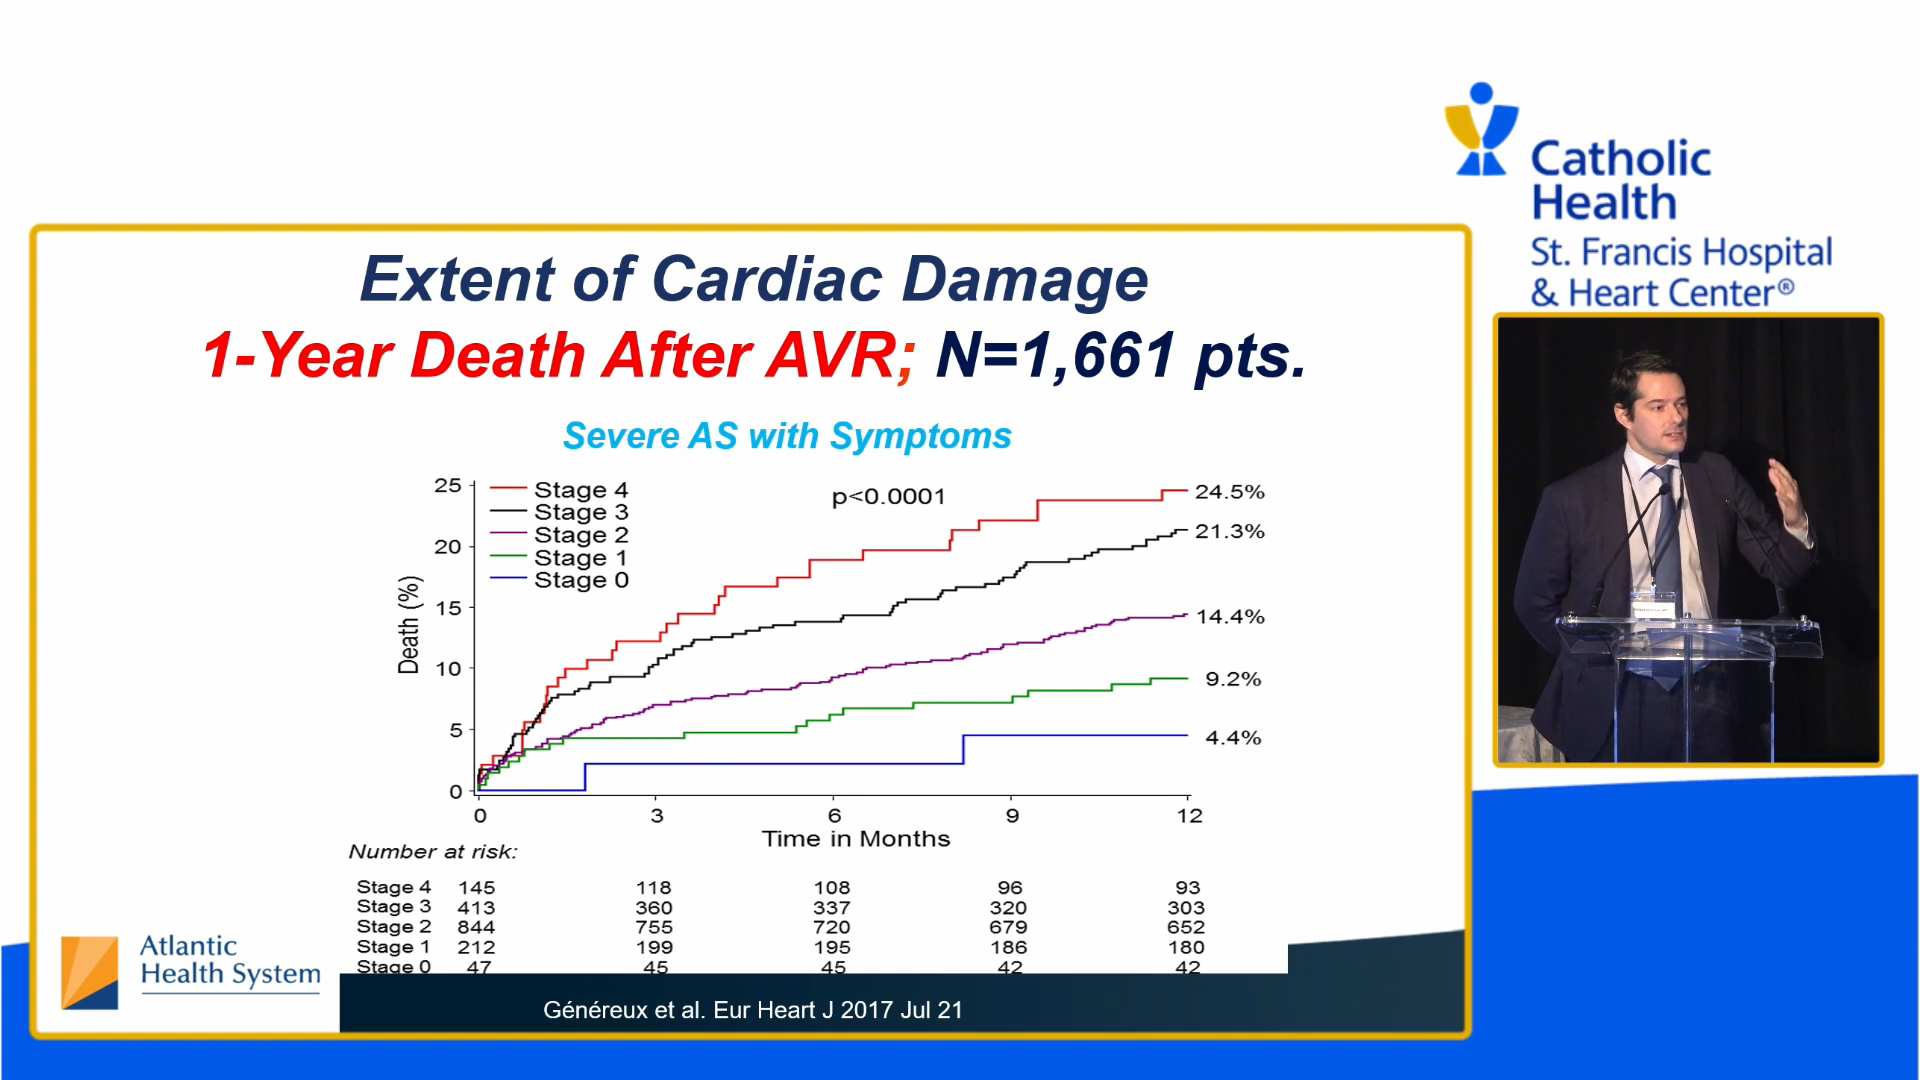 Catholic
Health
St. Francis Hospital
& Heart Center®
Extent of Cardiac Damage
1-Year Death After AVR; N=1,661 pts.
Severe AS with Symptoms
25
20
15
10
5
0
Death (%)
Stage 4
Stage 3
Stage 2
Stage 1
Stage 0
p<0.0001
24.5%
21.3%
14.4%
9.2%
4.4%
0 3 6 9 12
Time in Months
Number at risk:
Stage 4 145 118 108 96 93
Stage 3 413 360 337 320 303
Stage 2 844 755 720 679 652
Stage 1 212 199 195 186 180
Stage 0 47 45 45 42 42
Atlantic
Health System
Généreux et al. Eur Heart J 2017 Jul 21